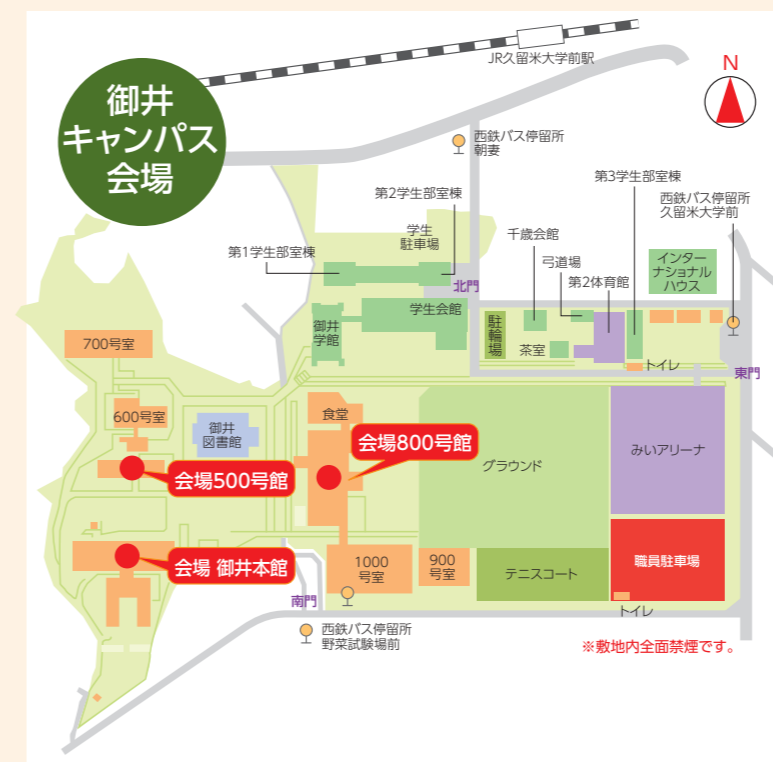 御井
キャンパス
会場
JR久留米大学前駅
N
西鉄バス停留所
朝妻
第3学生部室棟
西鉄バス停留所
久留米大学前
第2学生部室棟
学生
駐車場
千歳会館
第1学生部室棟
弓道場
第2体育館
インター
ナショナル
ハウス
北門
学生会館
御井
学館
駐輪場
茶室
トイレ
東門
700号室
600号室
御井
図書館
食堂
会場800号館
グラウンド
みいアリーナ
会場500号館
会場 御井本館
1000
号室
900
号室
テニスコート
職員駐車場
南門
トイレ
西鉄バス停留所
野菜試験場前
※敷地内全面禁煙です。